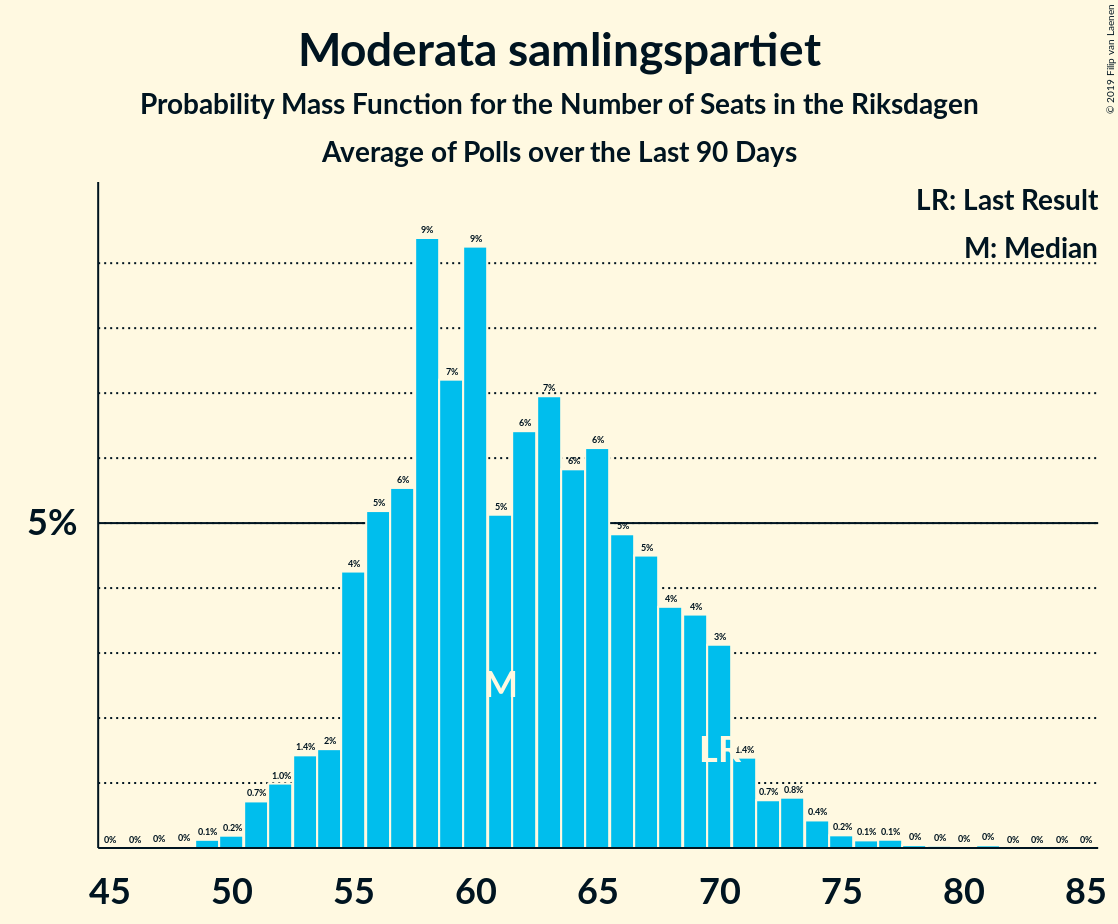 Moderata samlingspartiet
Probability Mass Function for the Number of Seats in the Riksdagen
Average of Polls over the Last 90 Days
© 2019 Filip van Laenen
LR: Last Result
M: Median
5%
0% 0% 0% 0% 0.1% 0.2% 0.7% 1.0% 1.4% 2% 4% 5% 6% 9% 7% 9% 5% 6% 7% 6% 6% 5% 5% 4% 4% 3% 1.4% 0.7% 0.8% 0.4% 0.2% 0.1% 0.1% 0% 0% 0% 0% 0% 0% 0% 0%
M
LR
45 50 55 60 65 70 75 80 85